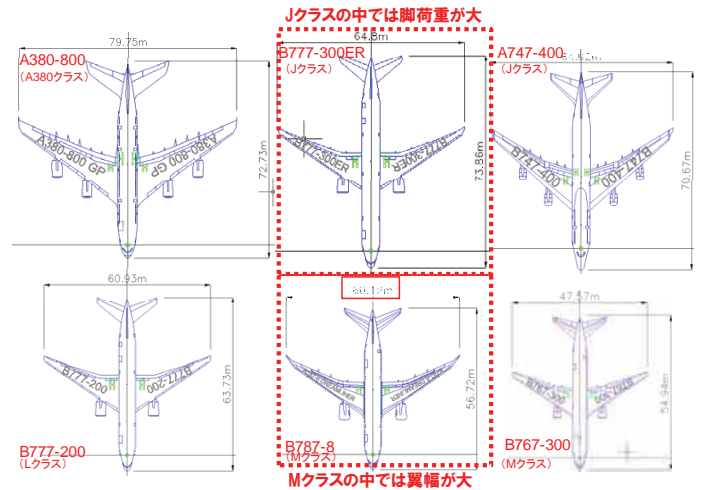 Jクラスの中では脚荷重が大
79.75m
A380-800
(A380クラス)
A380-800 GP
A380-800 GP
72.73m
64.8m
B777-300ER
(Jクラス)
B777-300ER
B777-300ER
73.86m
A747-400
(Jクラス)
B747-400
B747-400
70.67m
60.93m
B777-200
B777-200
63.73m
B777-200
(Lクラス)
60.12m
56.72m
B787-8
(Mクラス)
47.57m
B767-300
54.94m
B767-300
(Mクラス)
Mクラスの中では翼幅が大